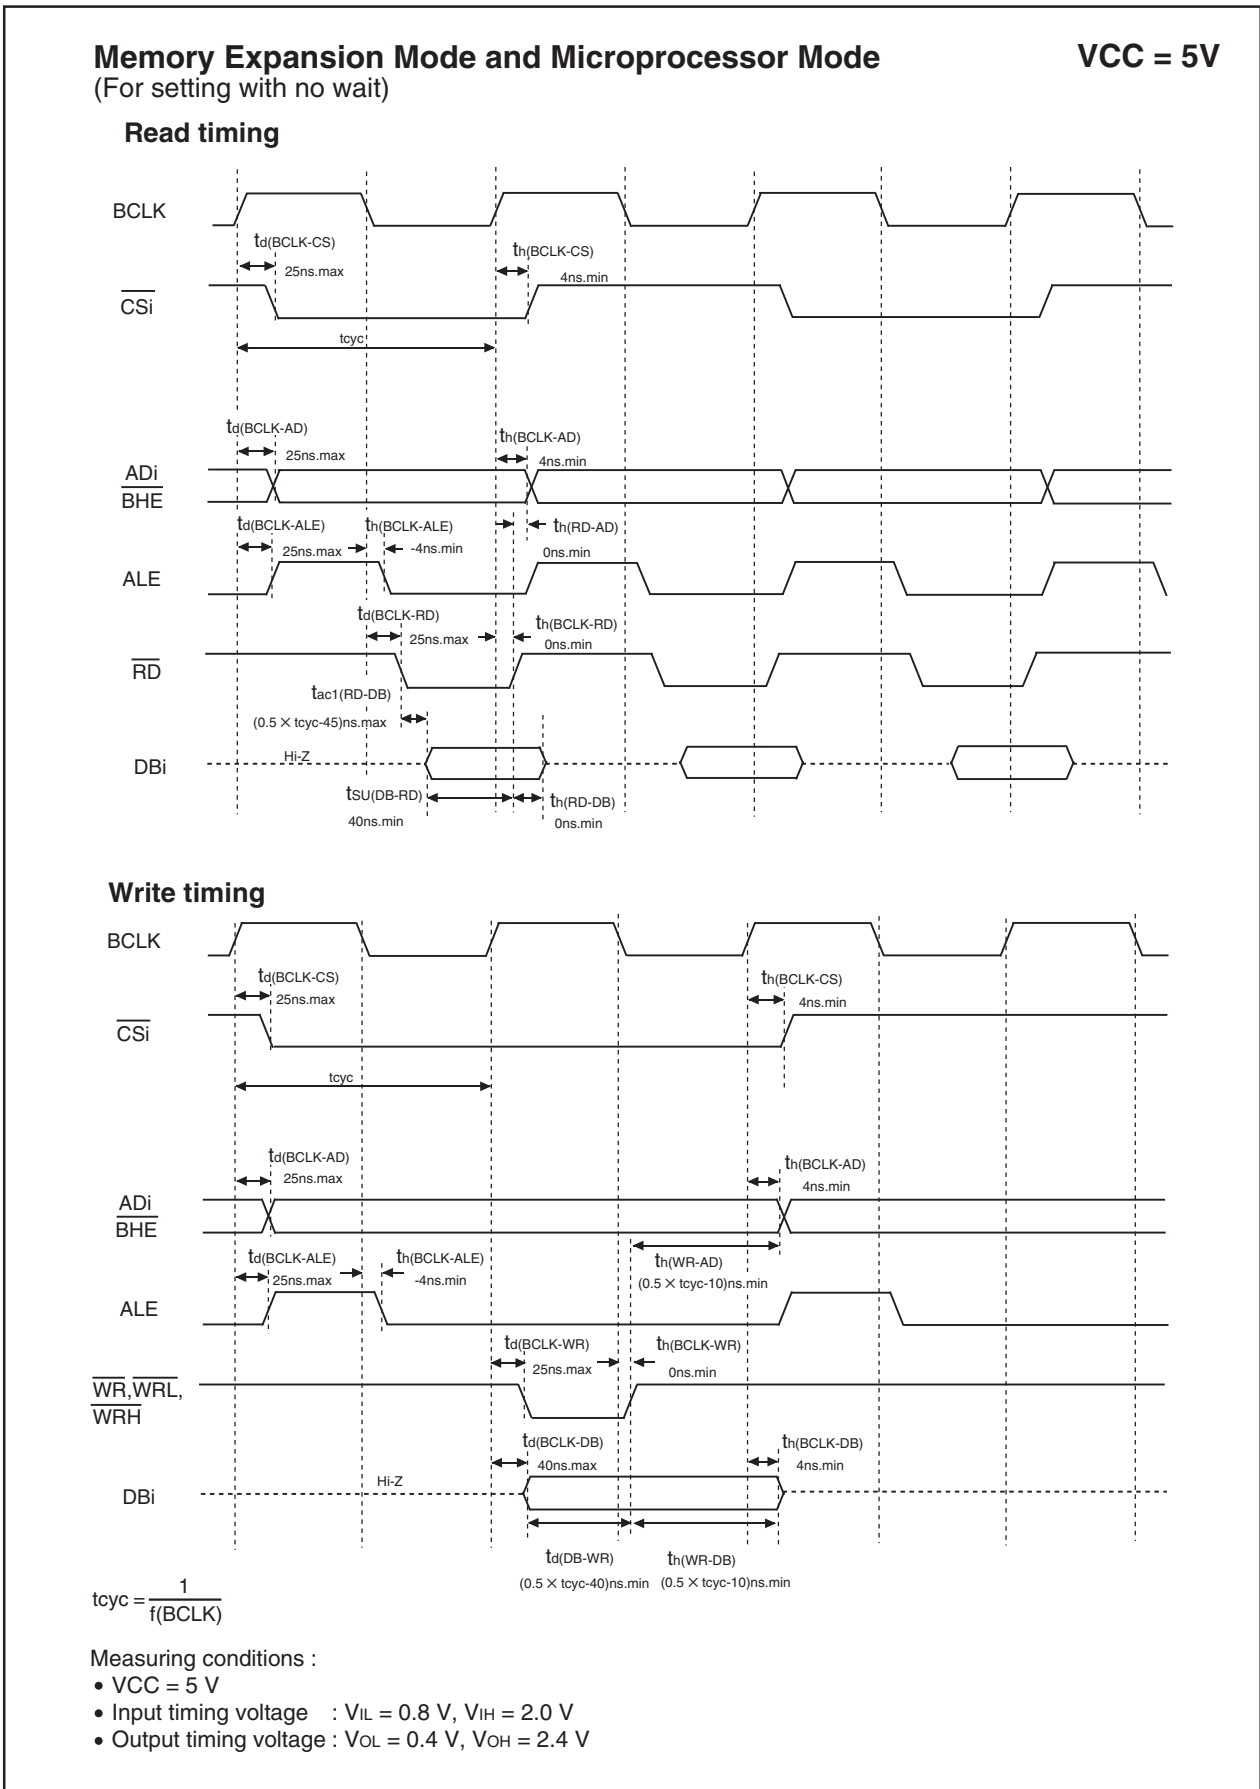 Memory Expansion Mode and Microprocessor Mode VCC = 5V
(For setting with no wait)
Read timing
BCLK
td(BCLK-CS)
25ns.max
th(BCLK-CS)
4ns.min
CSi
tcyc
td(BCLK-AD)
25ns.max
th(BCLK-AD)
4ns.min
ADi
BHE
td(BCLK-ALE)
25ns.max
th(BCLK-ALE)
-4ns.min
th(RD-AD)
0ns.min
ALE
td(BCLK-RD)
25ns.max
th(BCLK-RD)
0ns.min
RD
tac1(RD-DB)
(0.5 × tcyc-45)ns.max
Hi-Z
DBi
tSU(DB-RD)
40ns.min
th(RD-DB)
0ns.min
Write timing
BCLK
td(BCLK-CS)
25ns.max
th(BCLK-CS)
4ns.min
CSi
tcyc
td(BCLK-AD)
25ns.max
th(BCLK-AD)
4ns.min
ADi
BHE
td(BCLK-ALE)
25ns.max
th(BCLK-ALE)
-4ns.min
th(WR-AD)
(0.5 × tcyc-10)ns.min
ALE
td(BCLK-WR)
25ns.max
th(BCLK-WR)
0ns.min
WR,WRL,
WRH
td(BCLK-DB)
40ns.max
th(BCLK-DB)
4ns.min
Hi-Z
DBi
td(DB-WR)
(0.5 × tcyc-40)ns.min
th(WR-DB)
(0.5 × tcyc-10)ns.min
tcyc = 1
f(BCLK)
Measuring conditions :
• VCC = 5 V
• Input timing voltage : VIL = 0.8 V, VIH = 2.0 V
• Output timing voltage : VOL = 0.4 V, VOH = 2.4 V